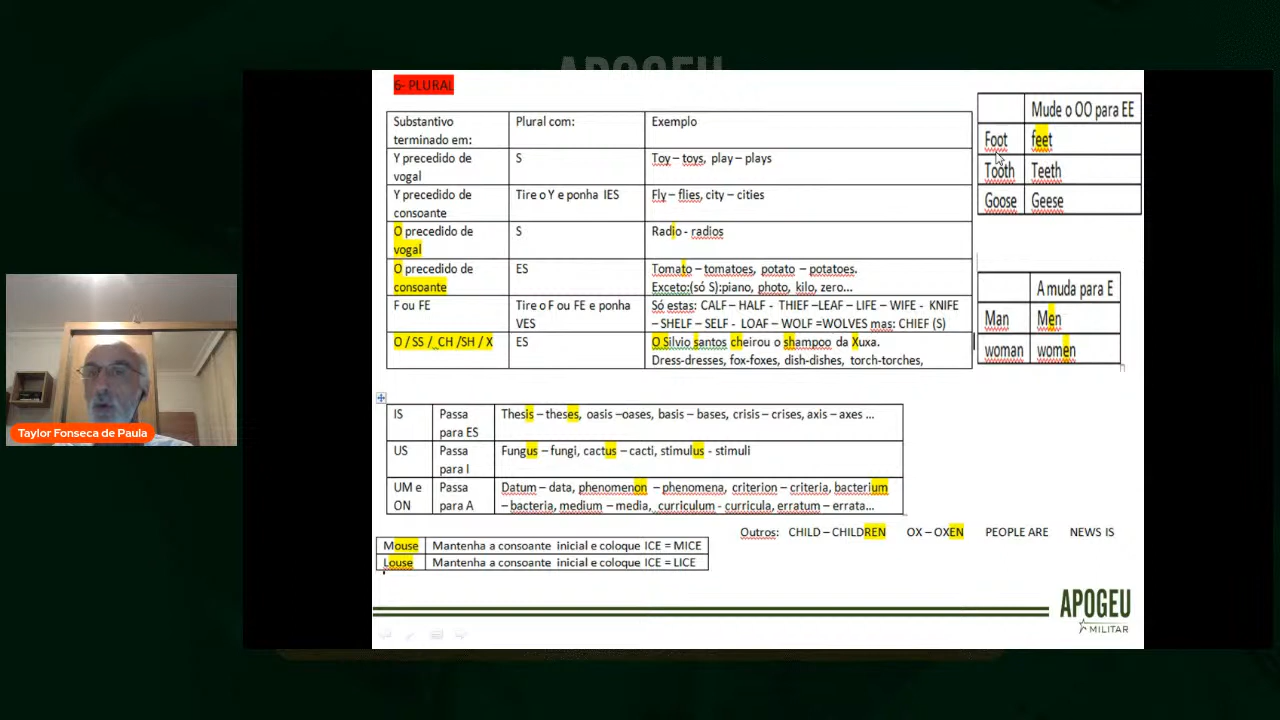 APOGEU
6- PLURAL
Substantivo terminado em: Plural com: Exemplo
Y precedido de vogal S Toy – toys, play – plays
Y precedido de consoante Tire o Y e ponha IES Fly – flies, city – cities
O precedido de vogal S Radio - radios
O precedido de consoante ES Tomato – tomatoes, potato – potatoes.
Exceto:(só S):piano, photo, kilo, zero...
F ou FE Tire o F ou FE e ponha VES Só estas: CALF – HALF - THIEF –LEAF – LIFE – WIFE - KNIFE
– SHELF – SELF - LOAF – WOLF =WOLVES mas: CHIEF (S)
O / SS /_CH /SH / X ES O Silvio santos cheirou o shampoo da Xuxa.
Dress-dresses, fox-foxes, dish-dishes, torch-torches,
Mude o OO para EE
Foot feet
Tooth Teeth
Goose Geese
A muda para E
Man Men
woman women
IS Passa para ES Thesis – theses, oasis –oases, basis – bases, crisis – crises, axis – axes ...
US Passa para I Fungus – fungi, cactus – cacti, stimulus - stimuli
UM e ON Passa para A Datum – data, phenomenon – phenomena, criterion – criteria, bacterium
– bacteria, medium – media, curriculum - curricula, erratum – errata...
Outros: CHILD – CHILDREN OX – OXEN PEOPLE ARE NEWS IS
Mouse Mantenha a consoante inicial e coloque ICE = MICE
Louse Mantenha a consoante inicial e coloque ICE = LICE
Taylor Fonseca de Paula
APOGEU
MILITAR